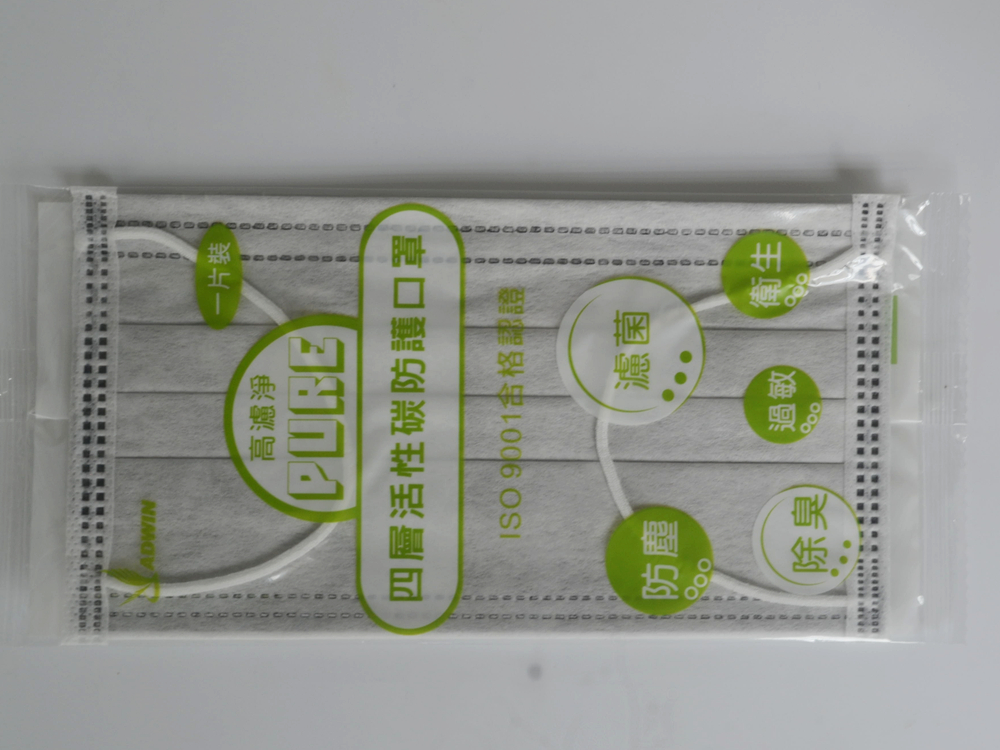 ADWIN
一片裝
高濾淨
PURE
四層活性碳防護口罩
ISO 9001合格認證
濾菌
防塵
衛生
過敏
除臭